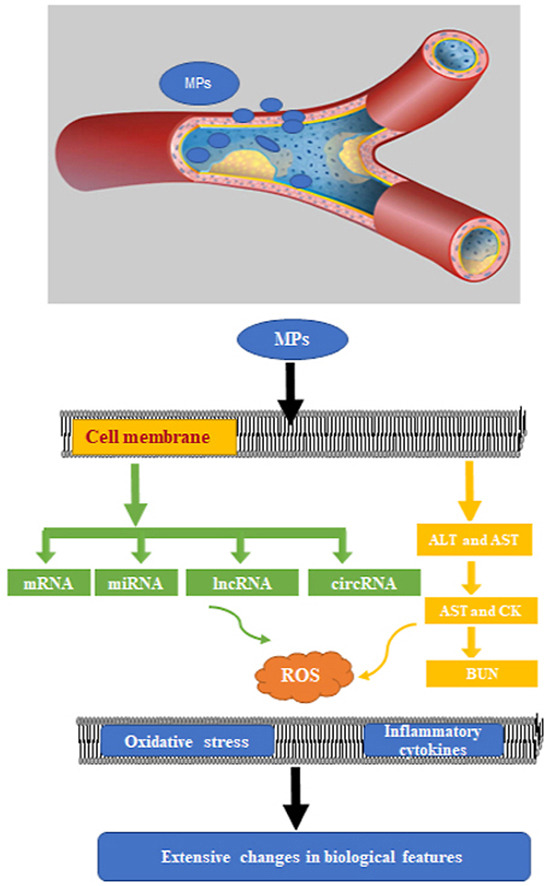 MPs
MPs
Cell membrane
ALT and AST
mRNA
miRNA
lncRNA
circRNA
AST and CK
ROS
BUN
Oxidative stress
Inflammatory
cytokines
Extensive changes in biological features